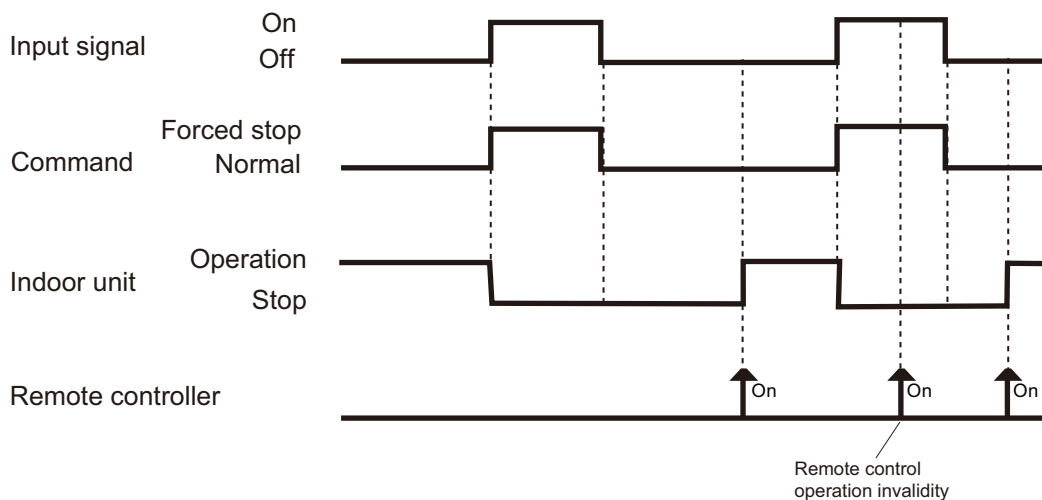 On
Input signal
Off
Forced stop
Command
Normal
Operation
Indoor unit
Stop
On
On
On
Remote controller
Remote control
operation invalidity